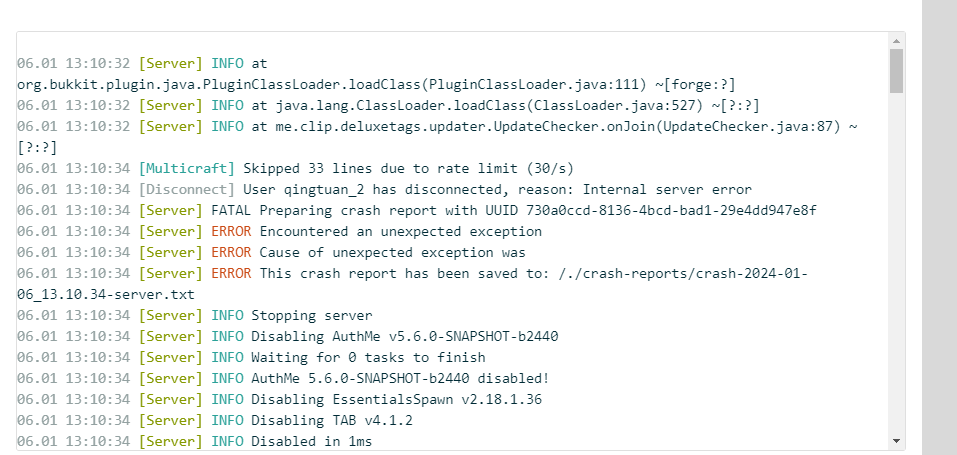 06.01 13:10:32 [Server] INFO at
org.bukkit.plugin.java.PluginClassLoader.loadClass(PluginClassLoader.java:111) ~[forge:?]
06.01 13:10:32 [Server] INFO at java.lang.ClassLoader.loadClass(ClassLoader.java:527) ~[?:?]
06.01 13:10:32 [Server] INFO at me.clip.deluxetags.updater.UpdateChecker.onJoin(UpdateChecker.java:87) ~
[?:?]
06.01 13:10:34 [Multicraft] Skipped 33 lines due to rate limit (30/s)
06.01 13:10:34 [Disconnect] User qingtuan_2 has disconnected, reason: Internal server error
06.01 13:10:34 [Server] FATAL Preparing crash report with UUID 730a0ccd-8136-4bcd-bad1-29e4dd947e8f
06.01 13:10:34 [Server] ERROR Encountered an unexpected exception
06.01 13:10:34 [Server] ERROR Cause of unexpected exception was
06.01 13:10:34 [Server] ERROR This crash report has been saved to: /./crash-reports/crash-2024-01-
06_13.10.34-server.txt
06.01 13:10:34 [Server] INFO Stopping server
06.01 13:10:34 [Server] INFO Disabling AuthMe v5.6.0-SNAPSHOT-b2440
06.01 13:10:34 [Server] INFO Waiting for 0 tasks to finish
06.01 13:10:34 [Server] INFO AuthMe 5.6.0-SNAPSHOT-b2440 disabled!
06.01 13:10:34 [Server] INFO Disabling EssentialsSpawn v2.18.1.36
06.01 13:10:34 [Server] INFO Disabling TAB v4.1.2
06.01 13:10:34 [Server] INFO Disabled in 1ms